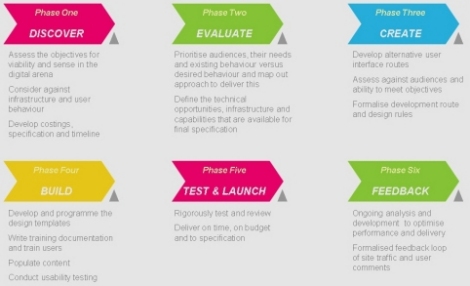 Phase One
DISCOVER
Assess the objectives for
viability and sense in the
digital arena
Consider against
infrastructure and user
behaviour
Develop costings,
specification and timeline
Phase Two
EVALUATE
Prioritise audiences, their needs
and existing behaviour versus
desired behaviour and map out
approach to deliver this
Define the technical
opportunities, infrastructure and
capabilities that are available for
final specification
Phase Three
CREATE
Develop alternative user
interface routes
Assess against audiences and
ability to meet objectives
Formalise development route
and design rules
Phase Four
BUILD
Develop and programme the
design templates
Write training documentation
and train users
Populate content
Conduct usability testing
Phase Five
TEST & LAUNCH
Rigorously test and review
Deliver on time, on budget
and to specification
Phase Six
FEEDBACK
Ongoing analysis and
development to optimise
performance and delivery
Formalised feedback loop
of site traffic and user
comments